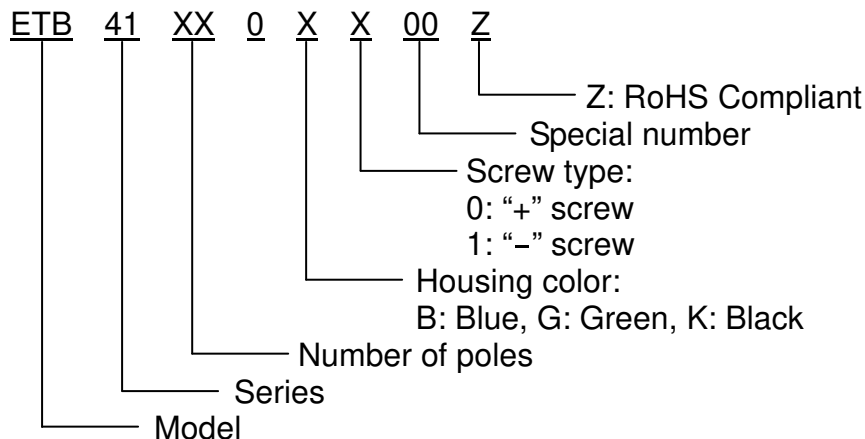 ETB 41 XX 0 X X 00 Z
Z: RoHS Compliant
Special number
Screw type:
0: “+” screw
1: “−” screw
Housing color:
B: Blue, G: Green, K: Black
Number of poles
Series
Model